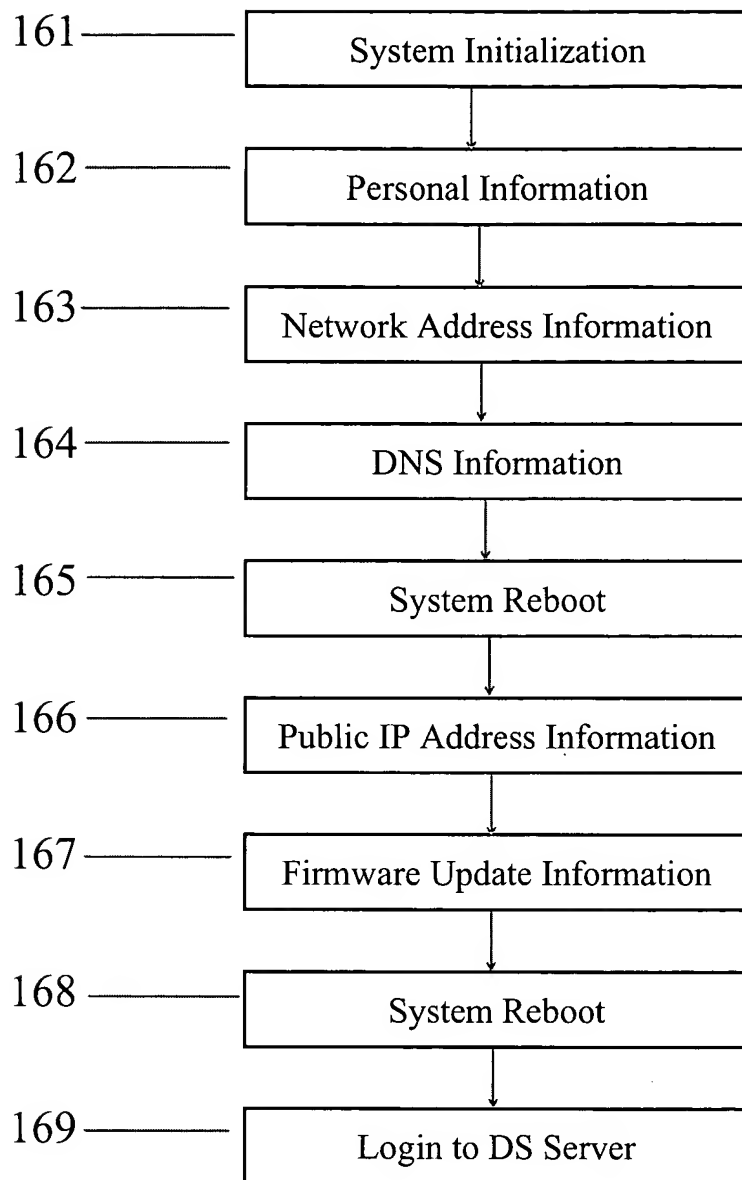 161 System Initialization
162 Personal Information
163 Network Address Information
164 DNS Information
165 System Reboot
166 Public IP Address Information
167 Firmware Update Information
168 System Reboot
169 Login to DS Server